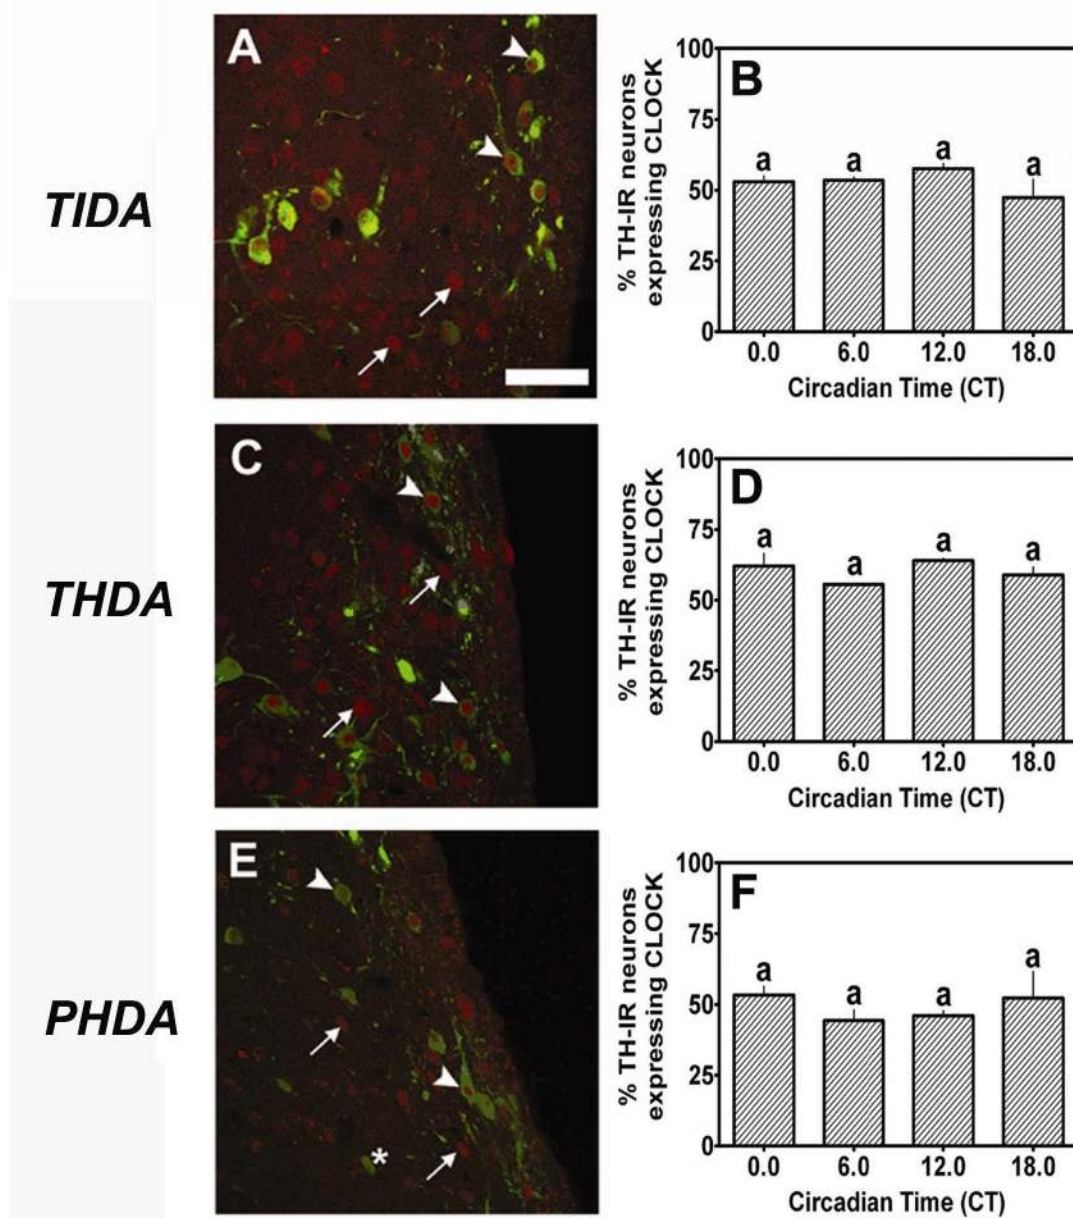 TIDA
A
% TH-IR neurons
expressing CLOCK
100
75
50
25
0
B
a a a a
0.0 6.0 12.0 18.0
Circadian Time (CT)
THDA
C
% TH-IR neurons
expressing CLOCK
100
75
50
25
0
D
a a a a
0.0 6.0 12.0 18.0
Circadian Time (CT)
PHDA
E
*
% TH-IR neurons
expressing CLOCK
100
75
50
25
0
F
a a a a
0.0 6.0 12.0 18.0
Circadian Time (CT)